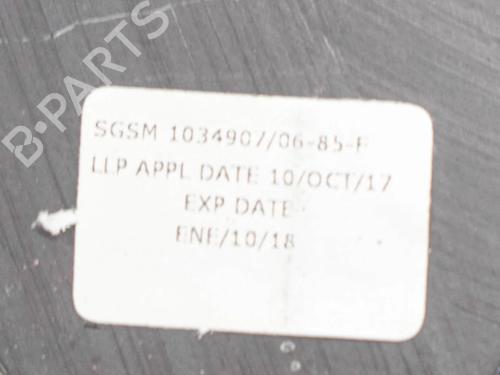 B-PARTS
SGSM 1034907/06-85-F
LLP APPL DATE 10/OCT/17
EXP DATE
ENE/10/18